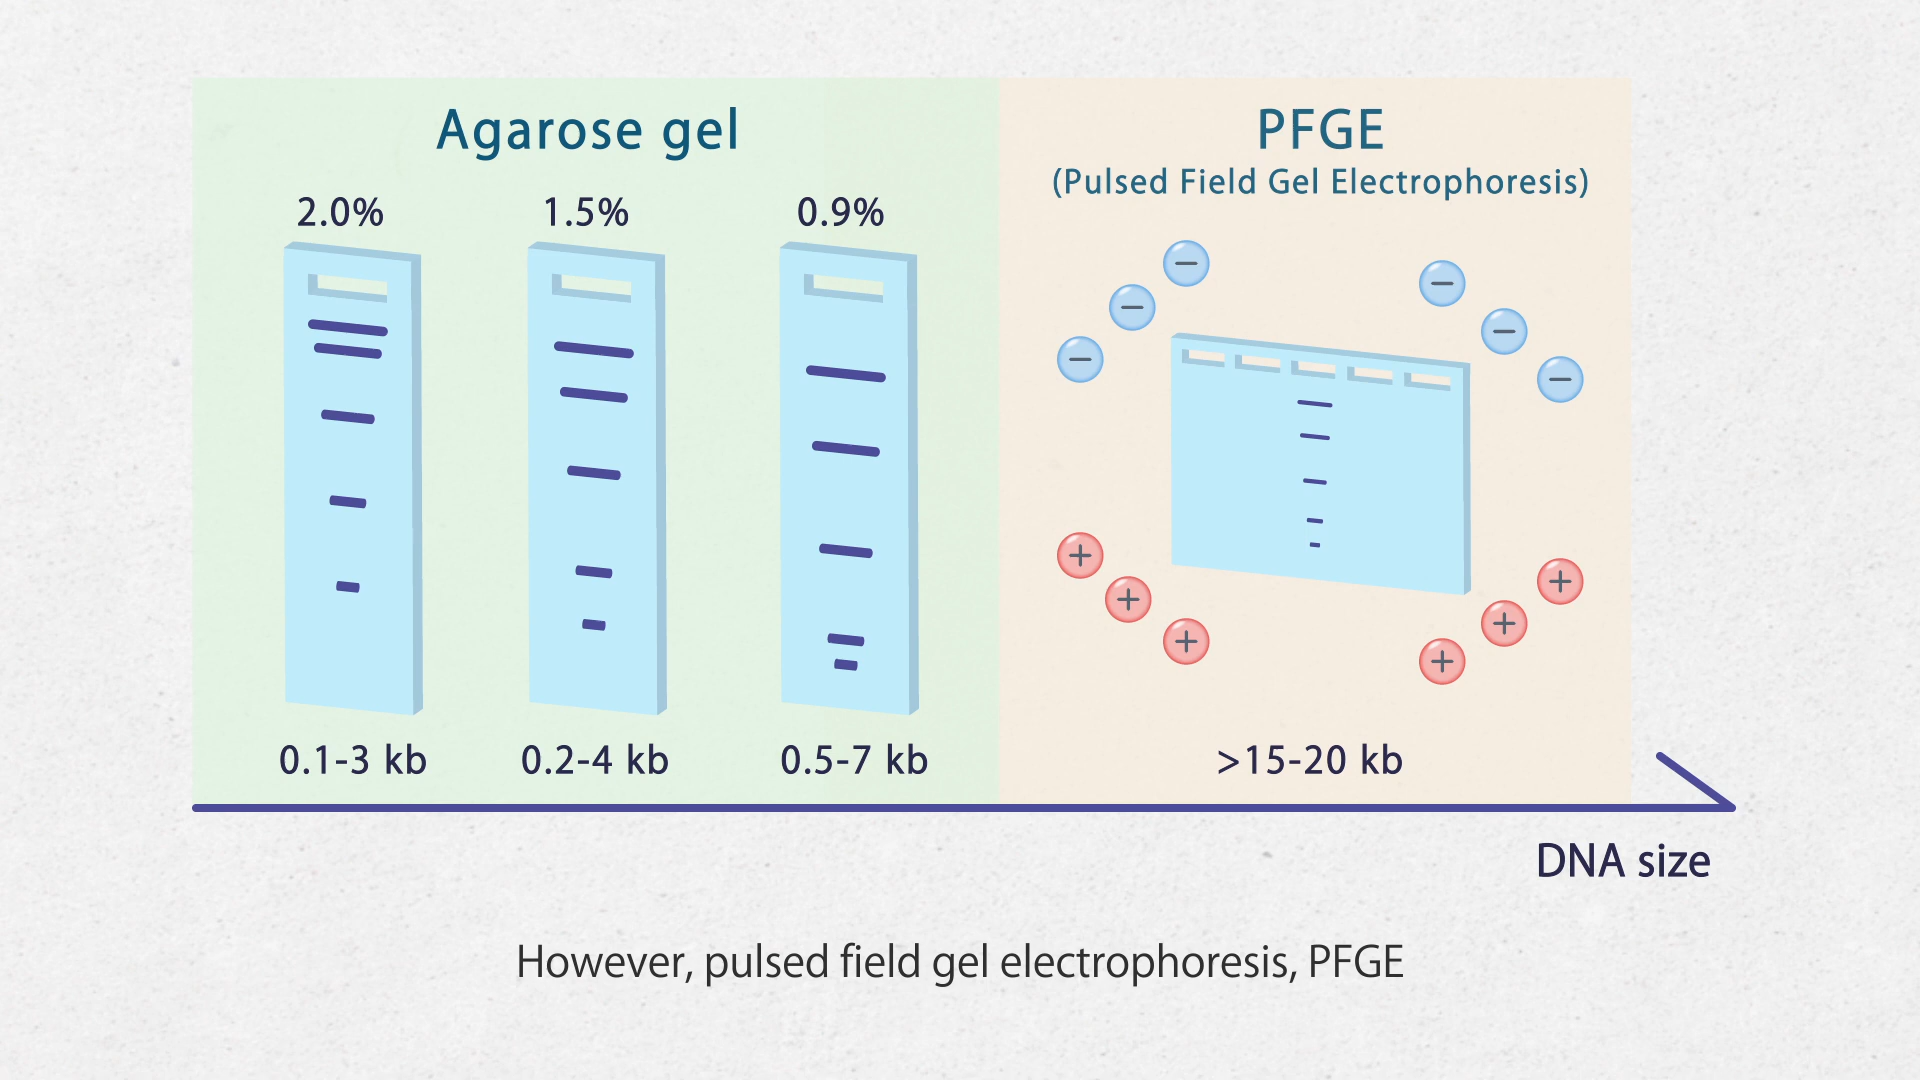 Agarose gel
2.0%
1.5%
0.9%
0.1-3 kb
0.2-4 kb
0.5-7 kb
PFGE
(Pulsed Field Gel Electrophoresis)
− − − − − −
+ + + + + +
>15-20 kb
DNA size
However, pulsed field gel electrophoresis, PFGE